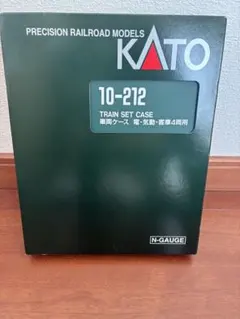 PRECISION RAILROAD MODELS
KATO
10-212
TRAIN SET CASE
車両ケース 電・気動・客車4両用
N-GAUGE